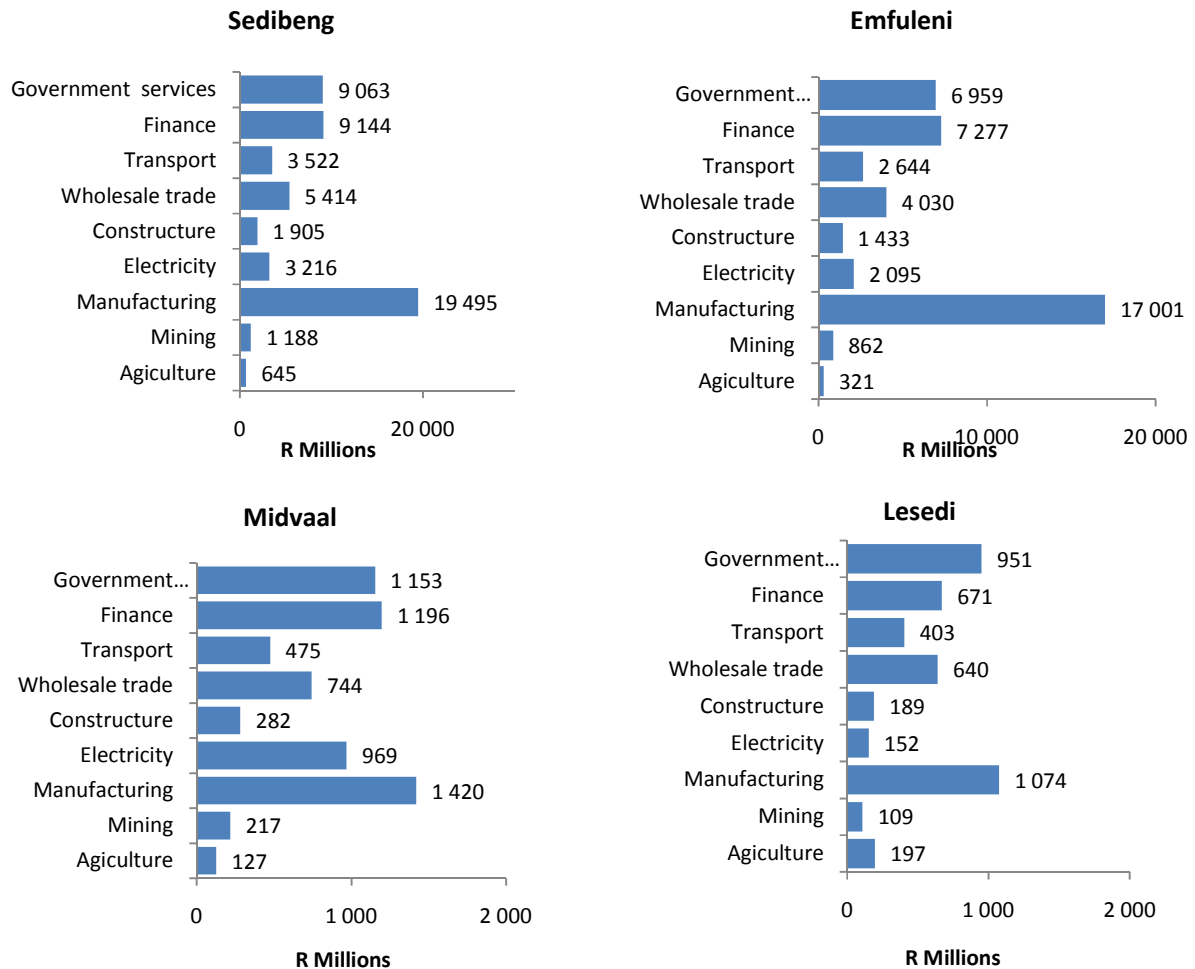 Sedibeng
Government services 9 063
Finance 9 144
Transport 3 522
Wholesale trade 5 414
Constructure 1 905
Electricity 3 216
Manufacturing 19 495
Mining 1 188
Agiculture 645
0 20 000
R Millions
Emfuleni
Government... 6 959
Finance 7 277
Transport 2 644
Wholesale trade 4 030
Constructure 1 433
Electricity 2 095
Manufacturing 17 001
Mining 862
Agiculture 321
0 10 000 20 000
R Millions
Midvaal
Government... 1 153
Finance 1 196
Transport 475
Wholesale trade 744
Constructure 282
Electricity 969
Manufacturing 1 420
Mining 217
Agiculture 127
0 1 000 2 000
R Millions
Lesedi
Government... 951
Finance 671
Transport 403
Wholesale trade 640
Constructure 189
Electricity 152
Manufacturing 1 074
Mining 109
Agiculture 197
0 1 000 2 000
R Millions